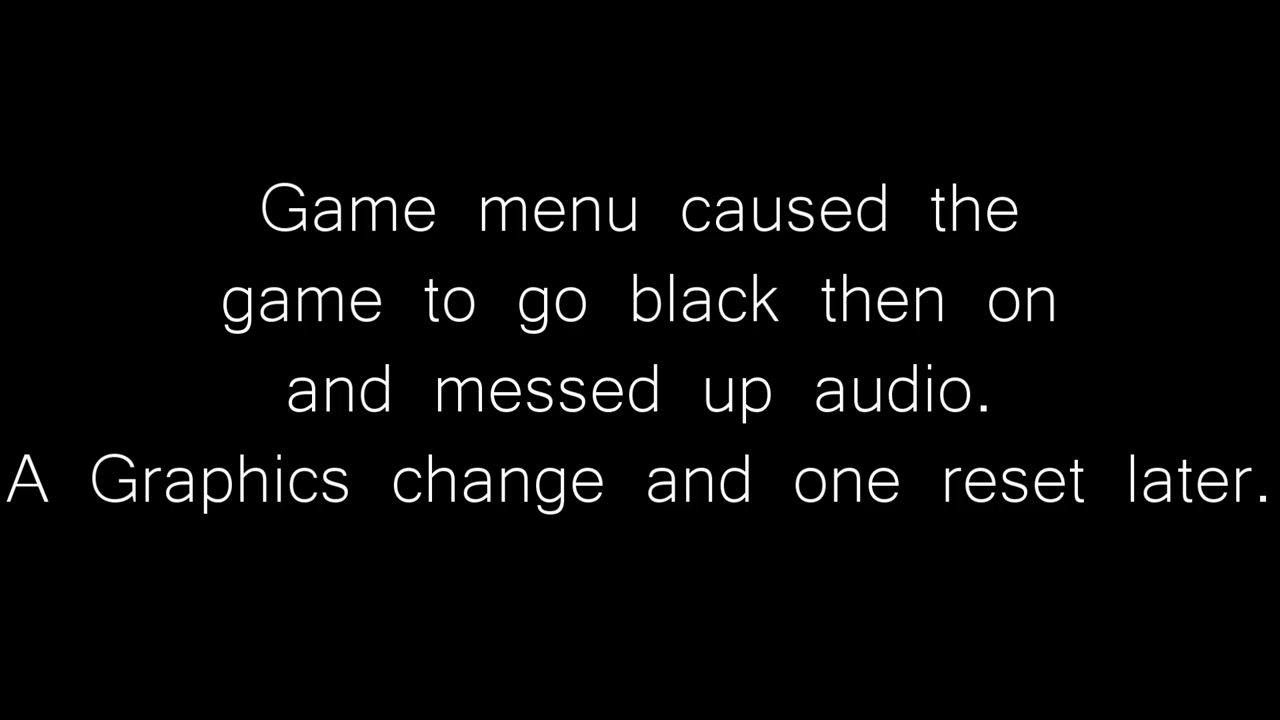 Game menu caused the
game to go black then on
and messed up audio.
A Graphics change and one reset later.